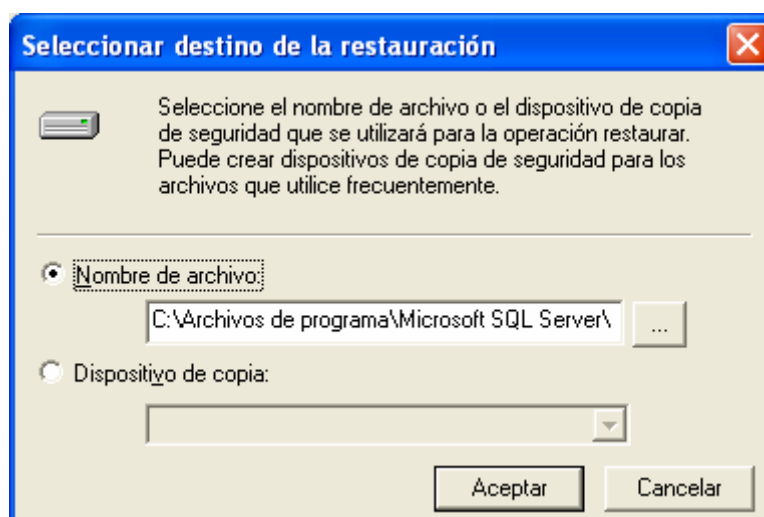 Seleccionar destino de la restauración
Seleccione el nombre de archivo o el dispositivo de copia
de seguridad que se utilizará para la operación restaurar.
Puede crear dispositivos de copia de seguridad para los
archivos que utilice frecuentemente.
Nombre de archivo:
C:\Archivos de programa\Microsoft SQL Server\
...
Dispositivo de copia:
Aceptar Cancelar